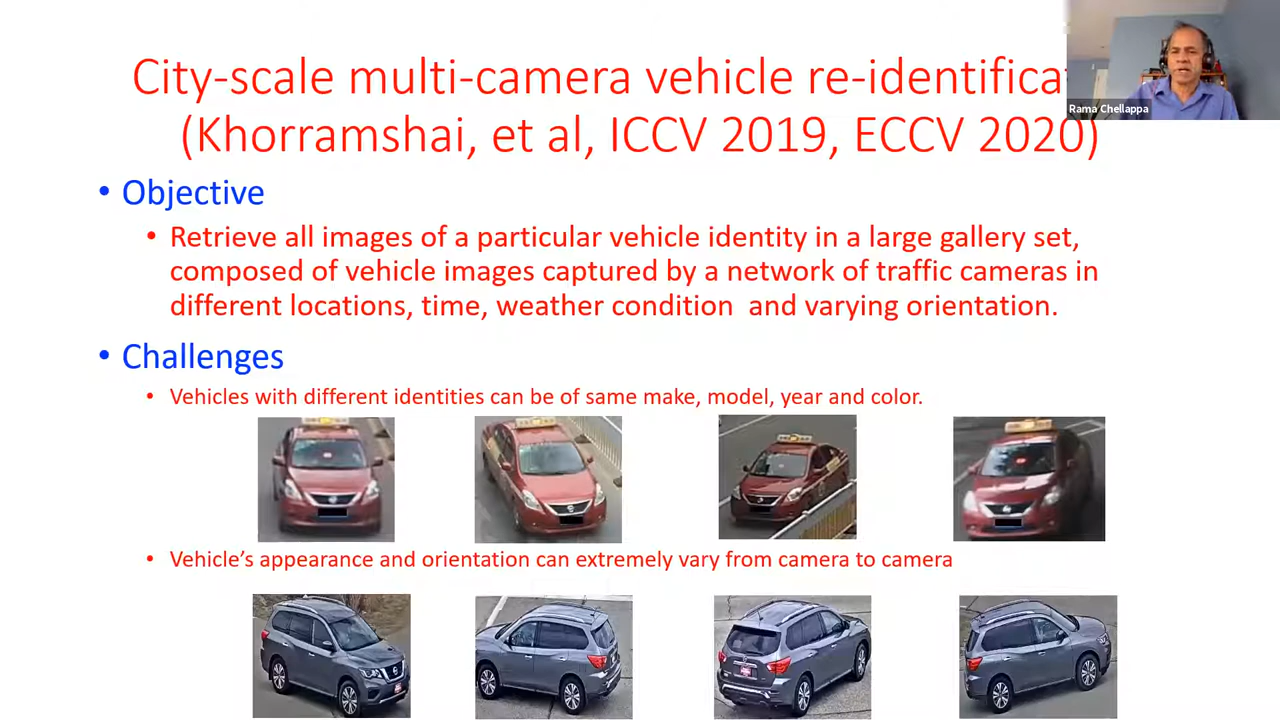 City-scale multi-camera vehicle re-identifica
(Khorramshai, et al, ICCV 2019, ECCV 2020)
Rama Chellappa
• Objective
• Retrieve all images of a particular vehicle identity in a large gallery set,
composed of vehicle images captured by a network of traffic cameras in
different locations, time, weather condition and varying orientation.
• Challenges
• Vehicles with different identities can be of same make, model, year and color.
• Vehicle’s appearance and orientation can extremely vary from camera to camera